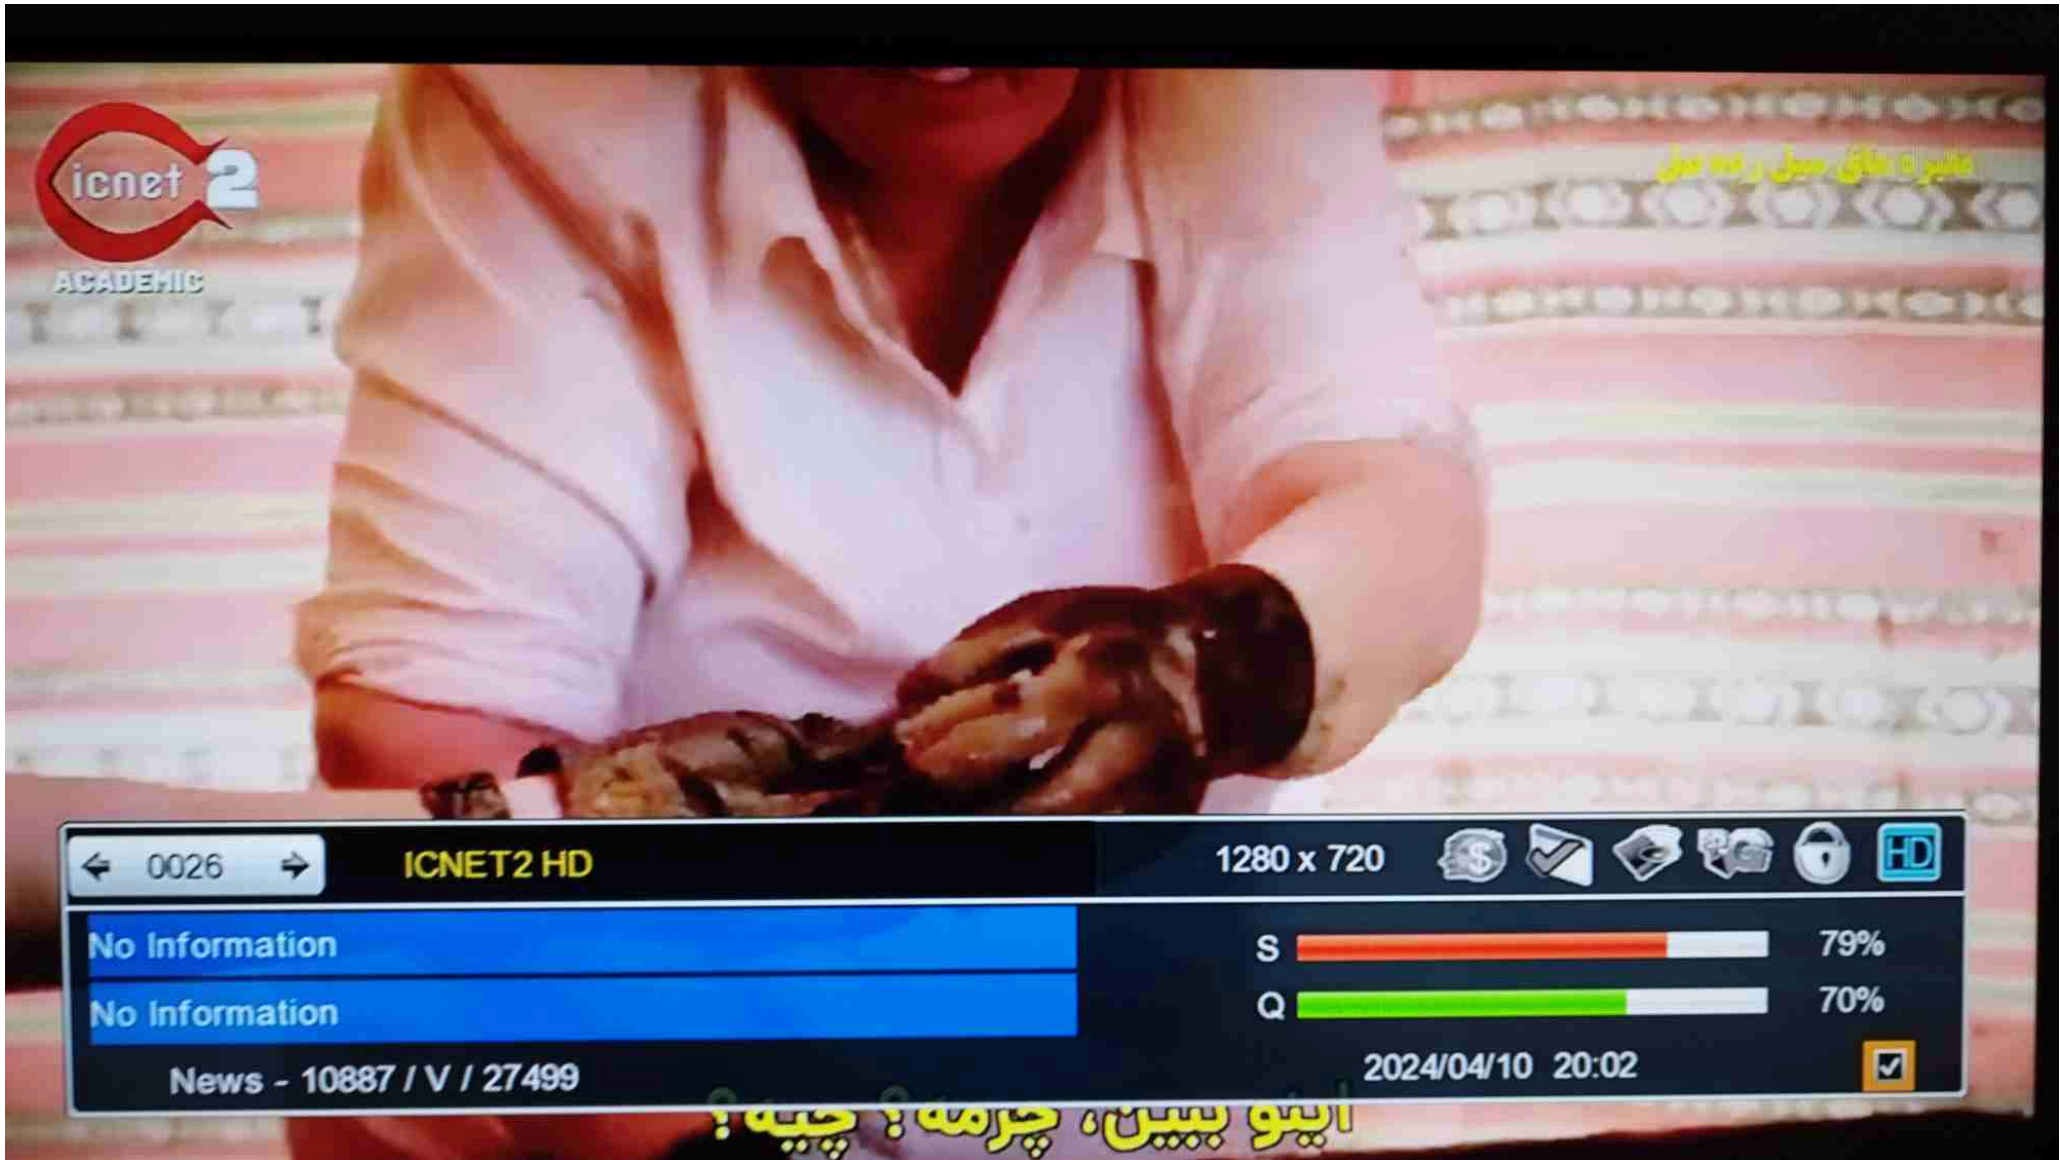 icnet 2
ACADEMIC
0026
ICNET2 HD
1280 x 720
$
HD
No Information
S
79%
No Information
Q
70%
News - 10887 / V / 27499
2024/04/10 20:02
اینو ببین، چرمه؟ چیه؟